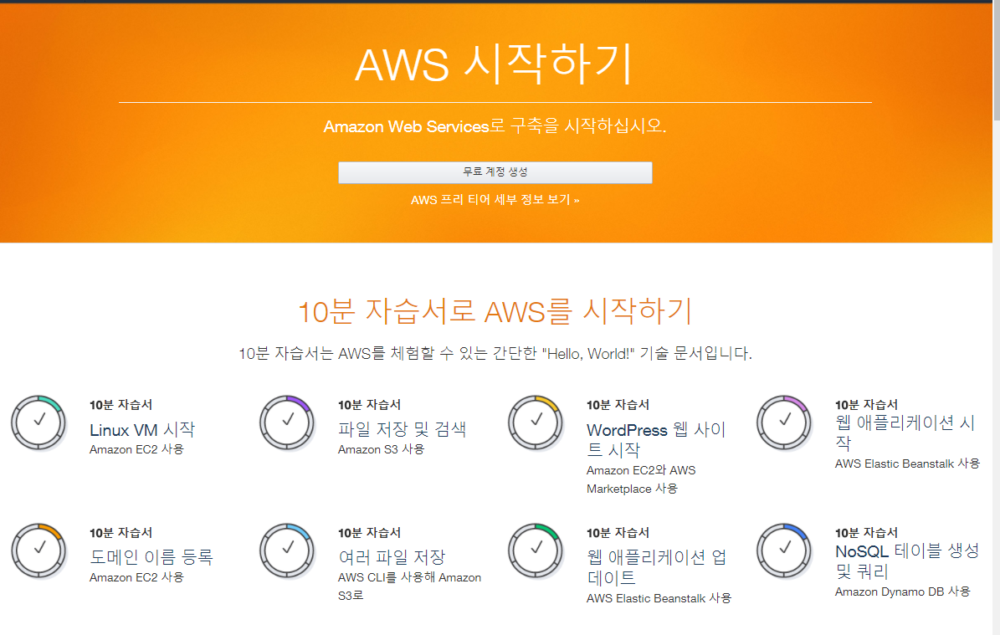 AWS 시작하기
Amazon Web Services로 구축을 시작하십시오.
무료 계정 생성
AWS 프리 티어 세부 정보 보기 »
10분 자습서로 AWS를 시작하기
10분 자습서는 AWS를 체험할 수 있는 간단한 "Hello, World!" 기술 문서입니다.
10분 자습서
Linux VM 시작
Amazon EC2 사용
10분 자습서
파일 저장 및 검색
Amazon S3 사용
10분 자습서
WordPress 웹 사이
트 시작
Amazon EC2와 AWS
Marketplace 사용
10분 자습서
웹 애플리케이션 시
작
AWS Elastic Beanstalk 사용
10분 자습서
도메인 이름 등록
Amazon EC2 사용
10분 자습서
여러 파일 저장
AWS CLI를 사용해 Amazon
S3로
10분 자습서
웹 애플리케이션 업
데이트
AWS Elastic Beanstalk 사용
10분 자습서
NoSQL 테이블 생성
및 쿼리
Amazon Dynamo DB 사용